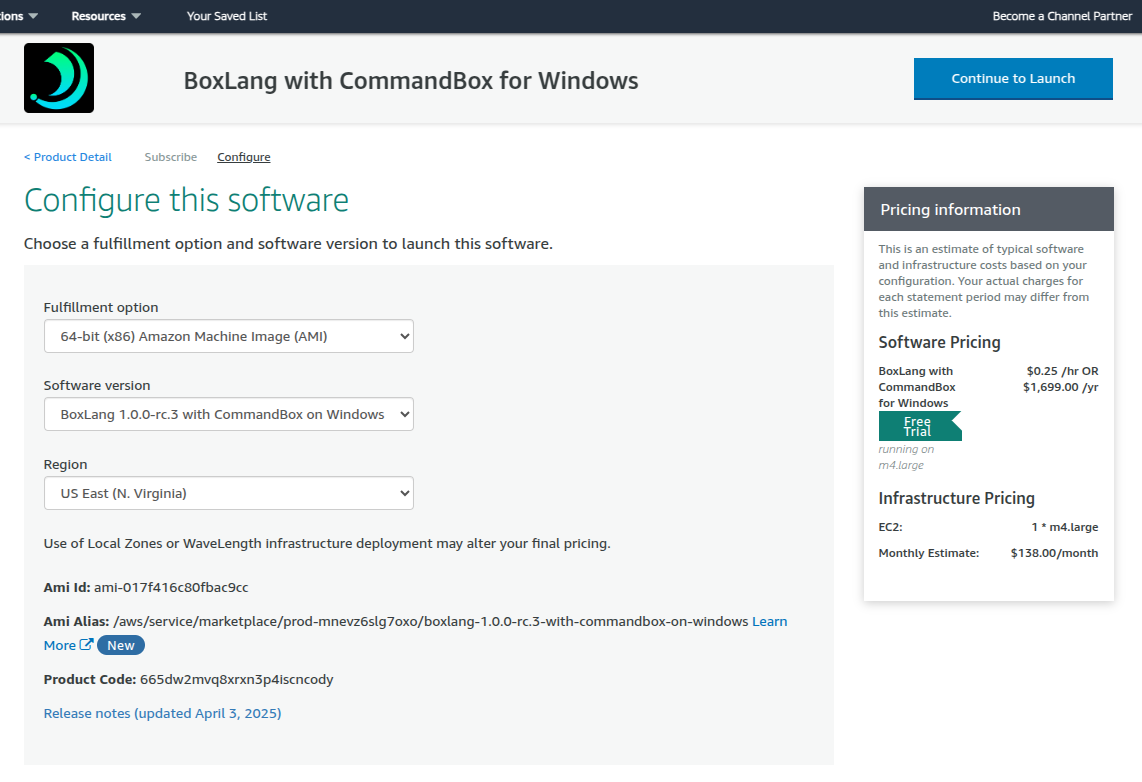 ions Resources Your Saved List Become a Channel Partner
BoxLang with CommandBox for Windows
Continue to Launch
< Product Detail Subscribe Configure
Configure this software
Choose a fulfillment option and software version to launch this software.
Fulfillment option
64-bit (x86) Amazon Machine Image (AMI)
Software version
BoxLang 1.0.0-rc.3 with CommandBox on Windows
Region
US East (N. Virginia)
Use of Local Zones or WaveLength infrastructure deployment may alter your final pricing.
Ami Id: ami-017f416c80fbac9cc
Ami Alias: /aws/service/marketplace/prod-mnevz6slg7oxo/boxlang-1.0.0-rc.3-with-commandbox-on-windows Learn
More New
Product Code: 665dw2mvq8xrxn3p4iscncody
Release notes (updated April 3, 2025)
Pricing information
This is an estimate of typical software
and infrastructure costs based on your
configuration. Your actual charges for
each statement period may differ from
this estimate.
Software Pricing
BoxLang with $0.25 /hr OR
CommandBox $1,699.00 /yr
for Windows
Free
Trial
running on
m4.large
Infrastructure Pricing
EC2: 1 * m4.large
Monthly Estimate: $138.00/month